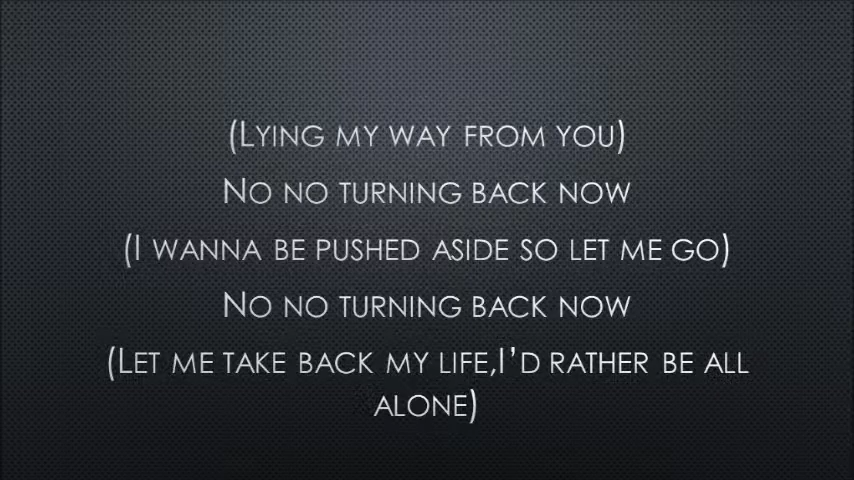 (Lying my way from you)
No no turning back now
(I wanna be pushed aside so let me go)
No no turning back now
(Let me take back my life,I’d rather be all
alone)